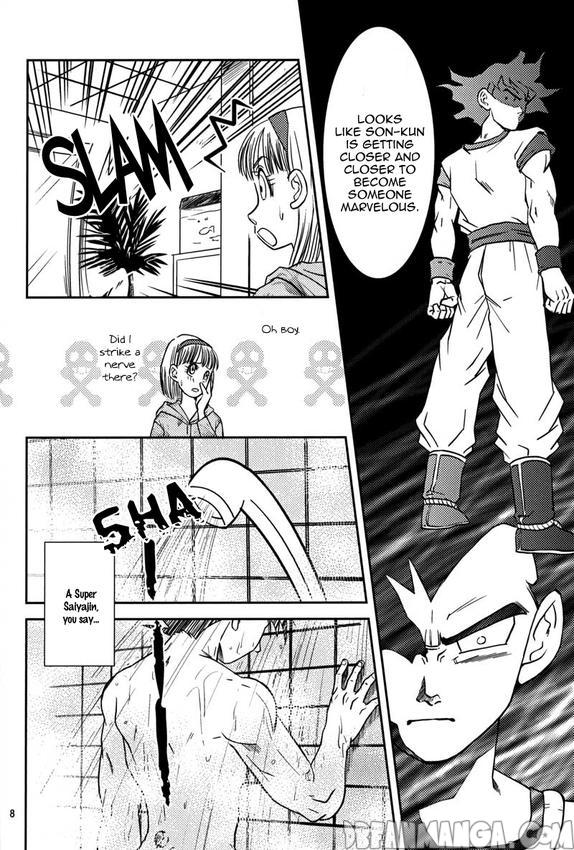 LOOKS
LIKE SON-KUN
IS GETTING
CLOSER AND
CLOSER TO
BECOME
SOMEONE
MARVELOUS.
SLAM
Oh boy.
Did I
strike a
nerve
there?
SHA
A Super
Saiyajin,
you say...
8
DBFANMANGA.COM